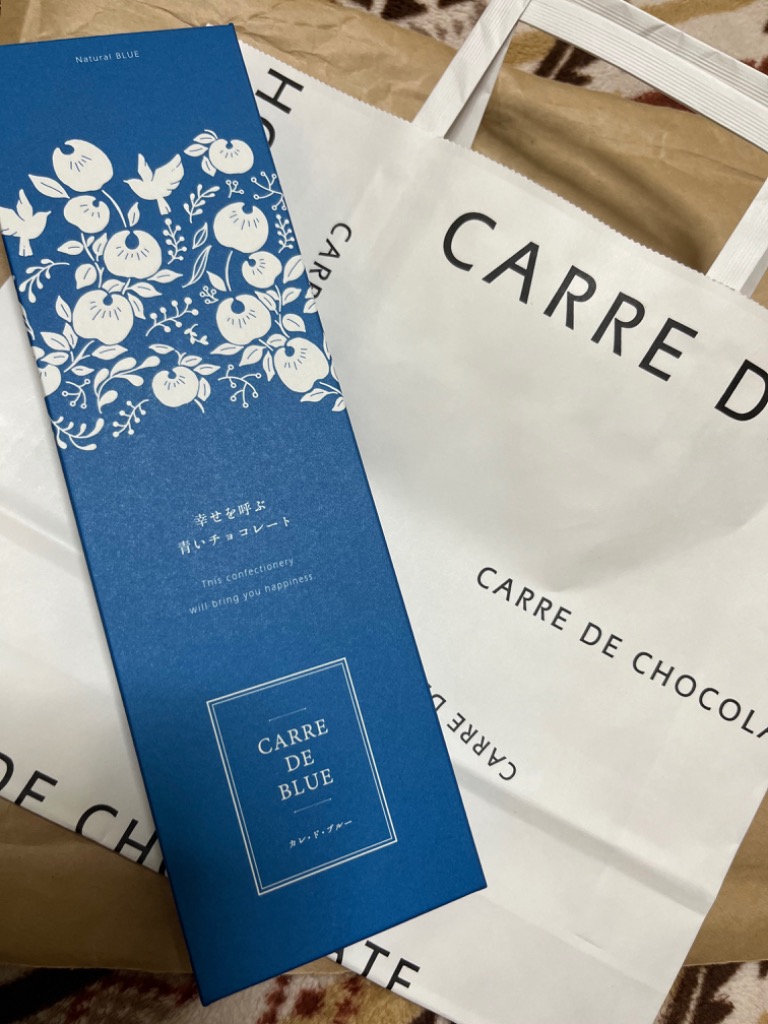 Natural BLUE
幸せを呼ぶ
青いチョコレート
This confectionery
will bring you happiness.
CARRE
DE
BLUE
カレ・ド・ブルー
HO
CARR
CARRE D
CARRE DE CHOCOLA
CARRE D
DE CH
ATE